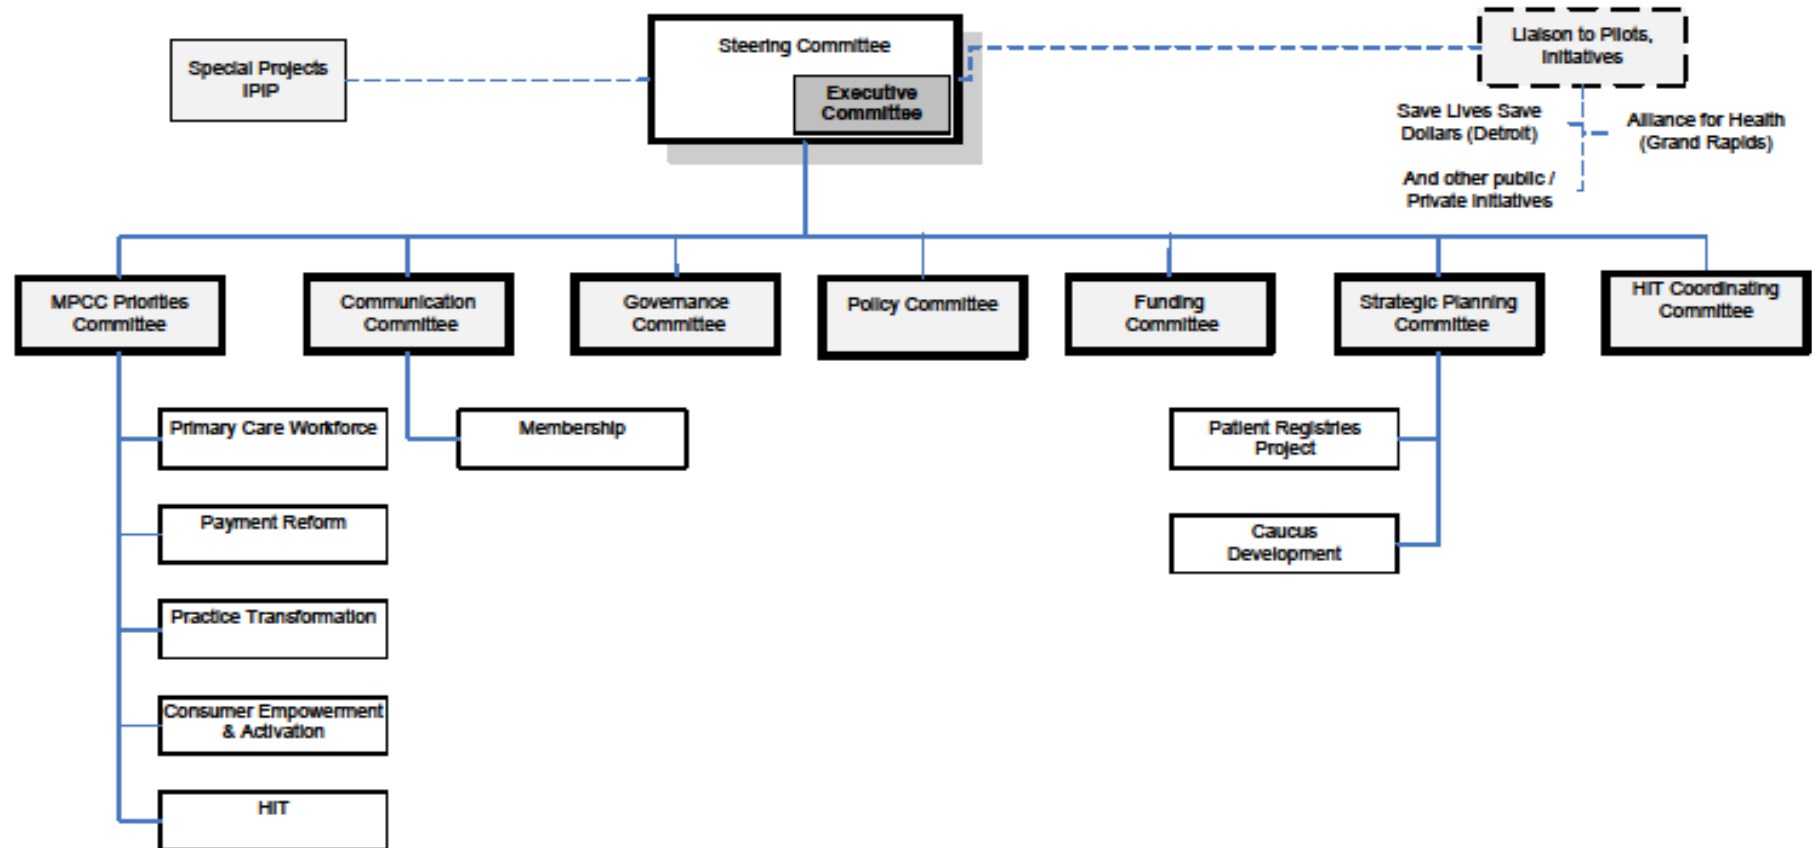 Special Projects
IPIP
Steering Committee
Executive
Committee
Liaison to Pilots,
Initiatives
Save Lives Save
Dollars (Detroit)
Alliance for Health
(Grand Rapids)
And other public /
Private Initiatives
MPCC Priorities
Committee
Communication
Committee
Governance
Committee
Policy Committee
Funding
Committee
Strategic Planning
Committee
HIT Coordinating
Committee
Primary Care Workforce
Payment Reform
Practice Transformation
Consumer Empowerment
& Activation
HIT
Membership
Patient Registries
Project
Caucus
Development